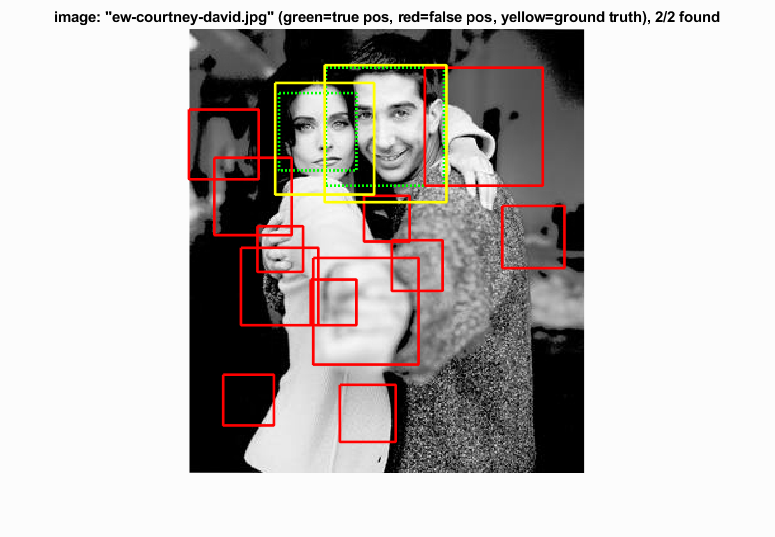 image: "ew-courtney-david.jpg" (green=true pos, red=false pos, yellow=ground truth), 2/2 found